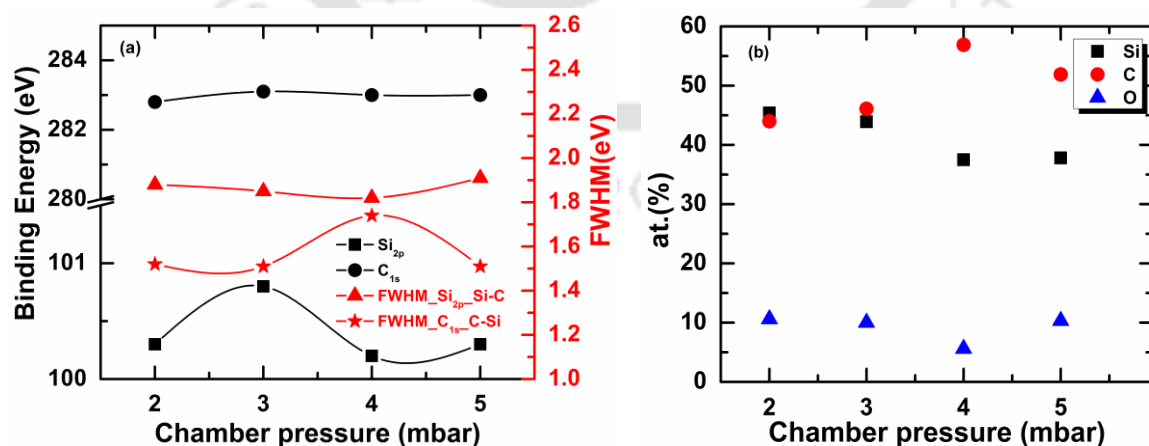 (a)
Binding Energy (eV)
284
282
280
101
100
2 3 4 5
Chamber pressure (mbar)
2.6
2.4
2.2
2.0
1.8
1.6
1.4
1.2
1.0
FWHM(eV)
Si2p
C1s
FWHM_Si2p_Si-C
FWHM_C1s_C-Si
(b)
at.(%)
60
50
40
30
20
10
0
2 3 4 5
Chamber pressure (mbar)
Si
C
O